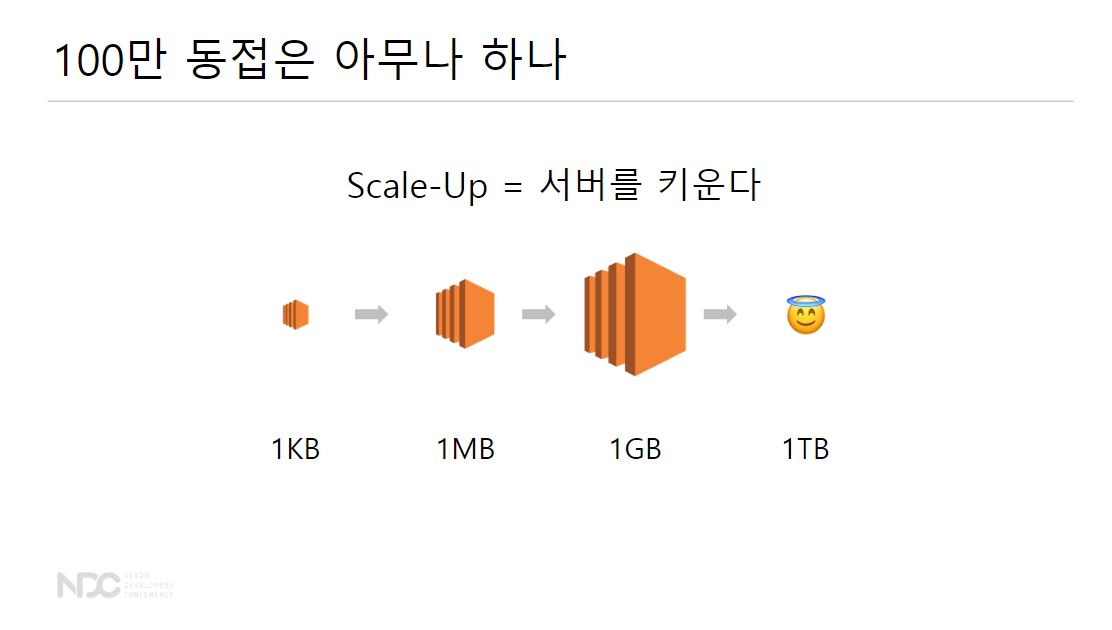 100만 동접은 아무나 하나
Scale-Up = 서버를 키운다
1KB
1MB
1GB
1TB
NDC
NEXON
DEVELOPERS
CONFERENCE